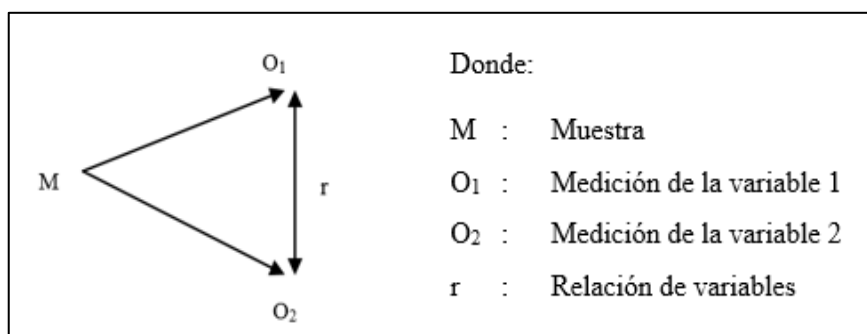 O₁
M
r
O₂
Donde:
M : Muestra
O₁ : Medición de la variable 1
O₂ : Medición de la variable 2
r : Relación de variables